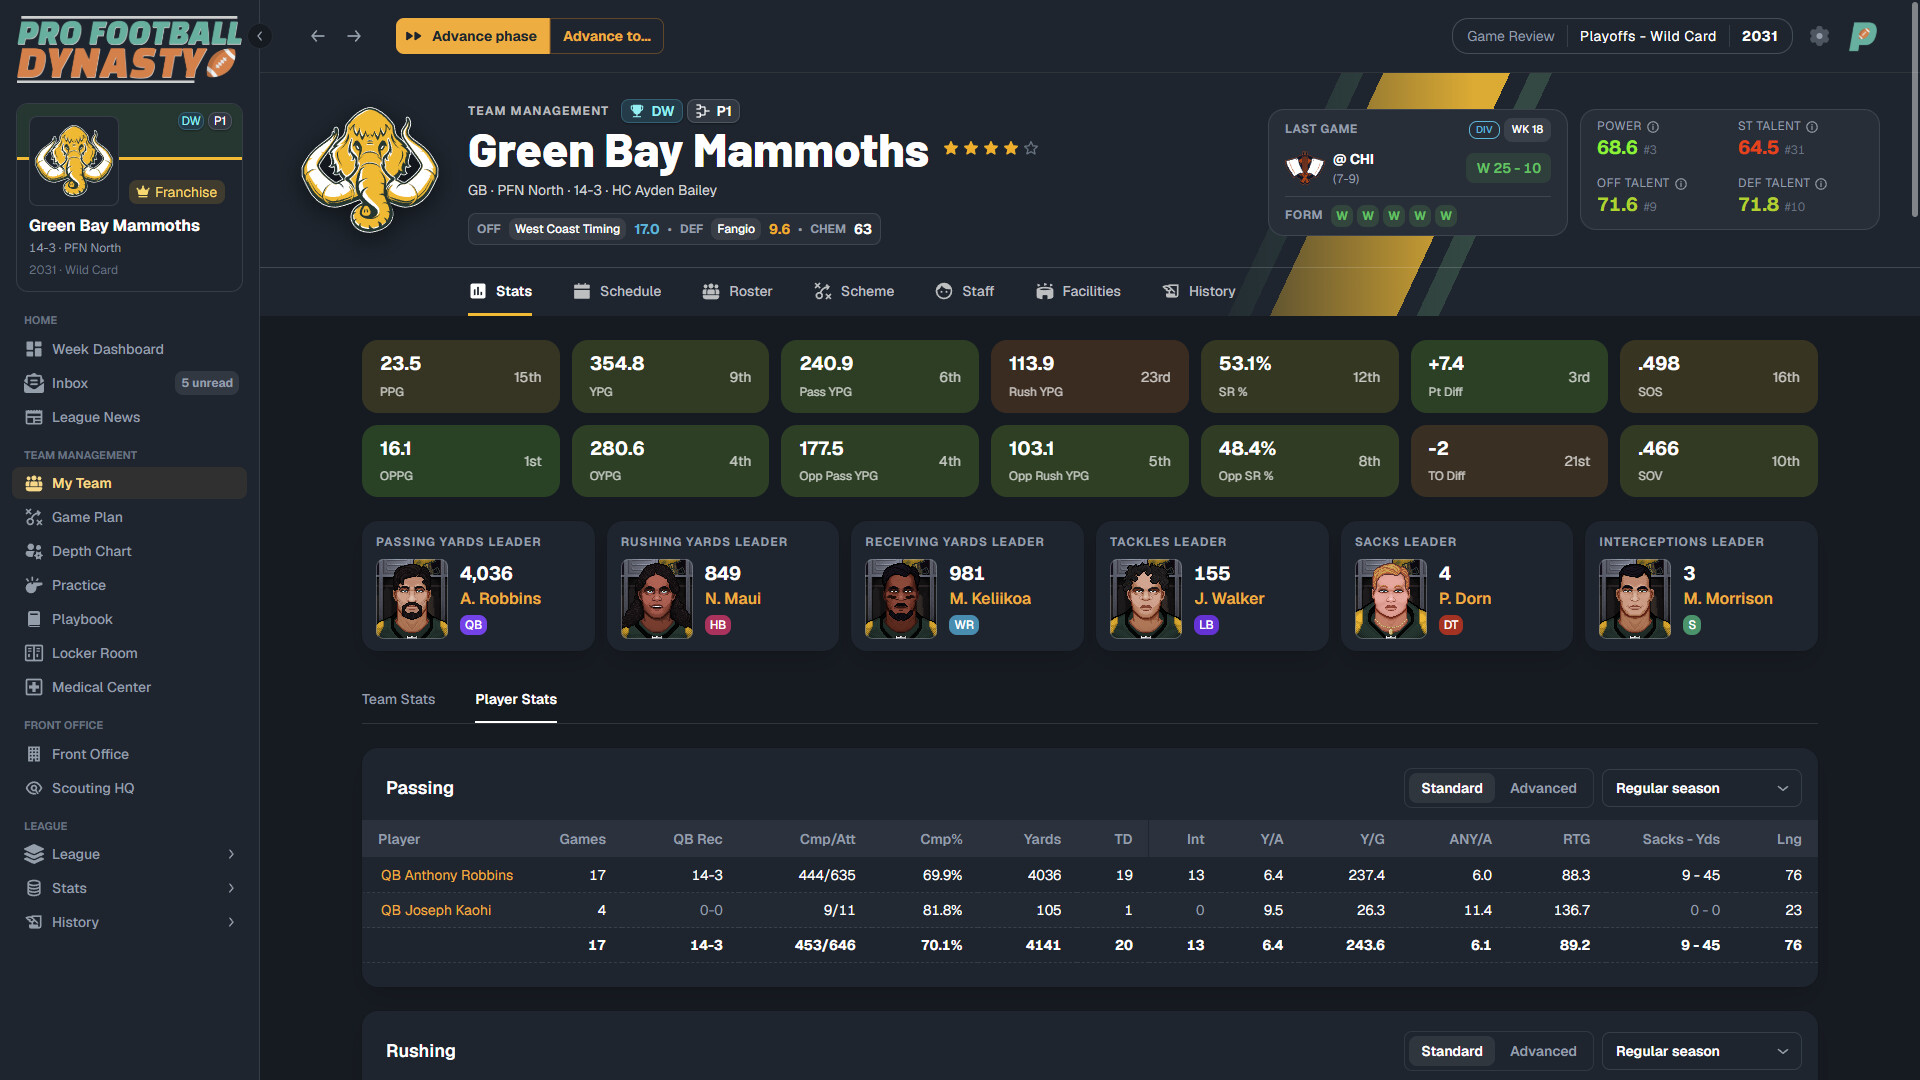 PRO FOOTBALL
DYNASTY
DW P1
Franchise
Green Bay Mammoths
14-3 · PFN North
2031 · Wild Card
HOME
Week Dashboard
Inbox 5 unread
League News
TEAM MANAGEMENT
My Team
Game Plan
Depth Chart
Practice
Playbook
Locker Room
Medical Center
FRONT OFFICE
Front Office
Scouting HQ
LEAGUE
League
Stats
History
Advance phase Advance to...
Game Review Playoffs - Wild Card 2031
P
TEAM MANAGEMENT DW P1
Green Bay Mammoths
GB · PFN North · 14-3 · HC Ayden Bailey
OFF West Coast Timing 17.0 • DEF Fangio 9.6 • CHEM 63
LAST GAME DIV WK 18
@ CHI
(7-9)
W 25 - 10
FORM W W W W W
POWER
68.6 #3
ST TALENT
64.5 #31
OFF TALENT
71.6 #9
DEF TALENT
71.8 #10
Stats Schedule Roster Scheme Staff Facilities History
23.5
PPG
15th
354.8
YPG
9th
240.9
Pass YPG
6th
113.9
Rush YPG
23rd
53.1%
SR %
12th
+7.4
Pt Diff
3rd
.498
SOS
16th
16.1
OPPG
1st
280.6
OYPG
4th
177.5
Opp Pass YPG
4th
103.1
Opp Rush YPG
5th
48.4%
Opp SR %
8th
-2
TO Diff
21st
.466
SOV
10th
PASSING YARDS LEADER
4,036
A. Robbins
QB
RUSHING YARDS LEADER
849
N. Maui
HB
RECEIVING YARDS LEADER
981
M. Keliikoa
WR
TACKLES LEADER
155
J. Walker
LB
SACKS LEADER
4
P. Dorn
DT
INTERCEPTIONS LEADER
3
M. Morrison
S
Team Stats Player Stats
Passing Standard Advanced Regular season
Player Games QB Rec Cmp/Att Cmp% Yards TD Int Y/A Y/G ANY/A RTG Sacks - Yds Lng
QB Anthony Robbins 17 14-3 444/635 69.9% 4036 19 13 6.4 237.4 6.0 88.3 9 - 45 76
QB Joseph Kaohi 4 0-0 9/11 81.8% 105 1 0 9.5 26.3 11.4 136.7 0 - 0 23
17 14-3 453/646 70.1% 4141 20 13 6.4 243.6 6.1 89.2 9 - 45 76
Rushing Standard Advanced Regular season